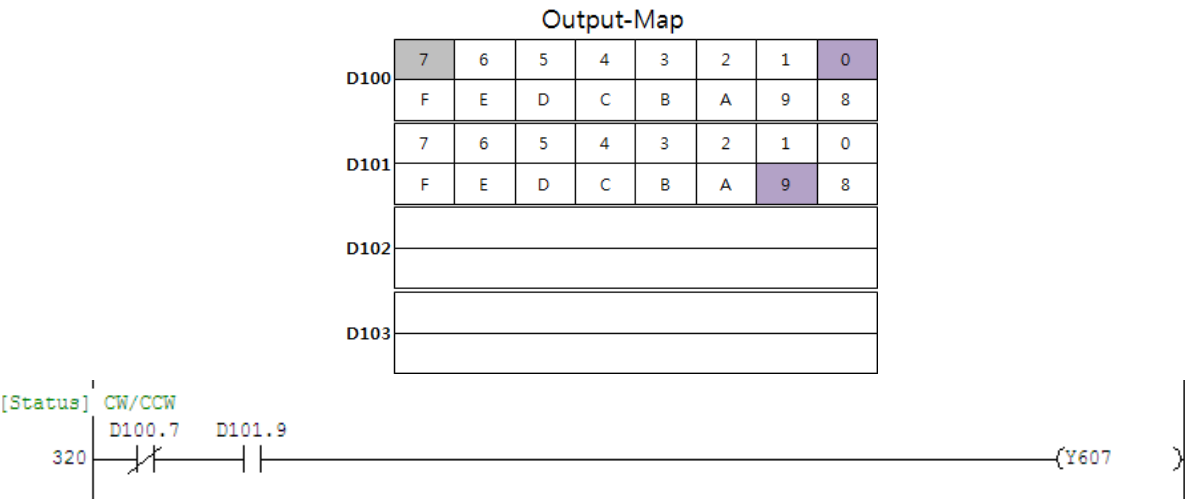 Output-Map
D100
7 6 5 4 3 2 1 0
F E D C B A 9 8
D101
7 6 5 4 3 2 1 0
F E D C B A 9 8
D102
D103
[Status] CW/CCW
D100.7 D101.9
320 (Y607 )